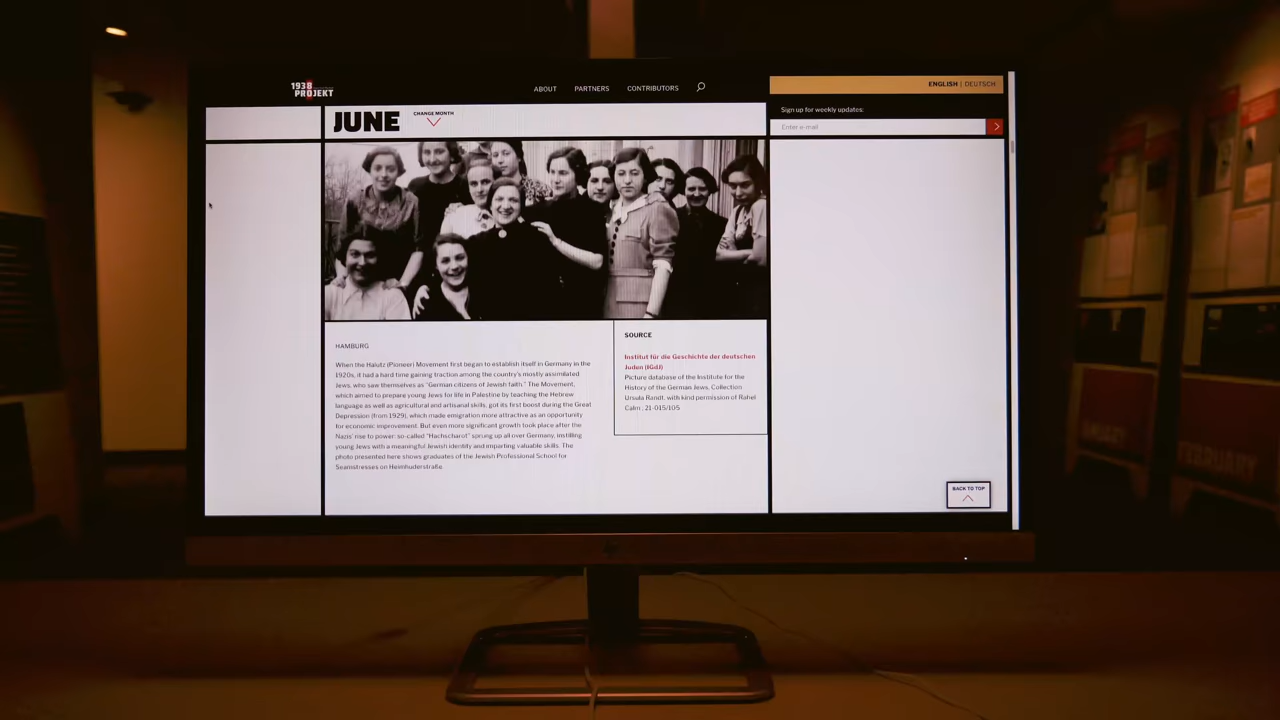 1938
PROJEKT
ABOUT
PARTNERS
CONTRIBUTORS
ENGLISH | DEUTSCH
Sign up for weekly updates:
Enter e-mail
JUNE
CHANGE MONTH
HAMBURG
When the Halutz (Pioneer) Movement first began to establish itself in Germany in the
1920s, it had a hard time gaining traction among the country's mostly assimilated
Jews, who saw themselves as "German citizens of Jewish faith." The Movement,
which aimed to prepare young Jews for life in Palestine by teaching the Hebrew
language as well as agricultural and artisanal skills, got its first boost during the Great
Depression (from 1929), which made emigration more attractive as an opportunity
for economic improvement. But even more significant growth took place after the
Nazis' rise to power: so-called "Hachscharot" sprung up all over Germany, instilling
young Jews with a meaningful Jewish identity and imparting valuable skills. The
photo presented here shows graduates of the Jewish Professional School for
Seamstresses on Heimhuderstraße.
SOURCE
Institut für die Geschichte der deutschen
Juden (IGdJ)
Picture database of the Institute for the
History of the German Jews, Collection
Ursula Randt, with kind permission of Rahel
Calm ; 21-015/105
BACK TO TOP
FEBRUARY